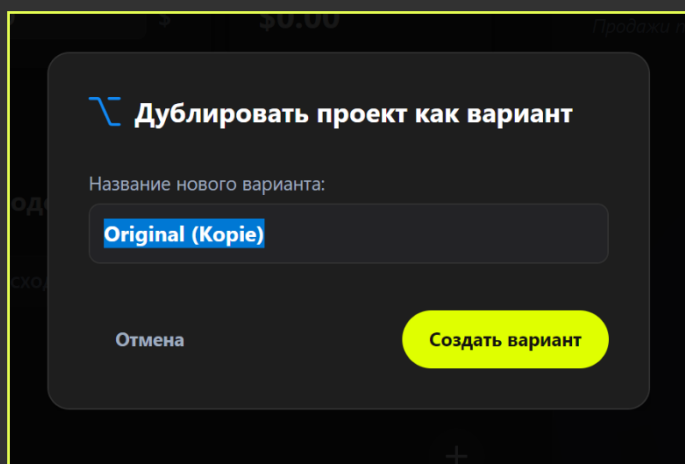 $
$0.00
Продажи п
Дублировать проект как вариант
Название нового варианта:
Original (Kopie)
Отмена
Создать вариант